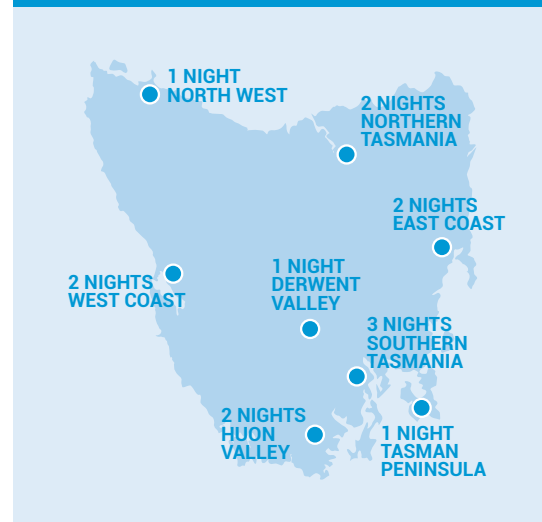 1 NIGHT
NORTH WEST
2 NIGHTS
NORTHERN
TASMANIA
2 NIGHTS
EAST COAST
2 NIGHTS
WEST COAST
1 NIGHT
DERWENT
VALLEY
3 NIGHTS
SOUTHERN
TASMANIA
2 NIGHTS
HUON
VALLEY
1 NIGHT
TASMAN
PENINSULA